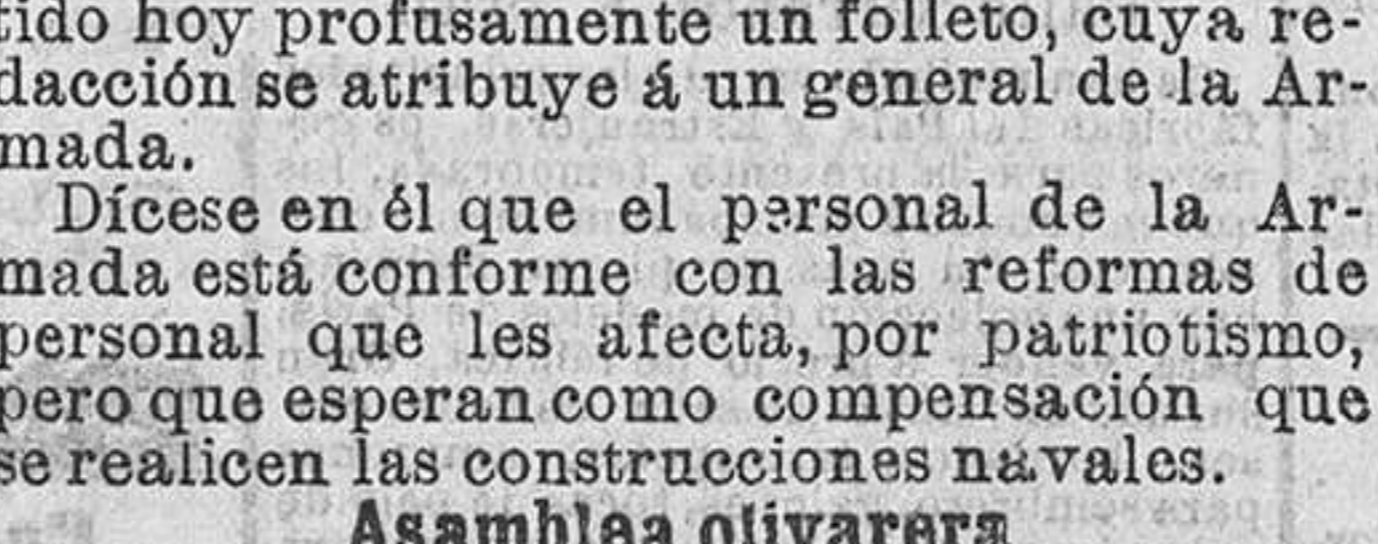 tido hoy profusamente un folleto, cuya re-
dacción se atribuye á un general de la Ar-
mada.
Dícese en él que el personal de la Ar-
mada está conforme con las reformas de
personal que les afecta, por patriotismo,
pero que esperan como compensación que
se realicen las construcciones navales.
Asamblea olivarera